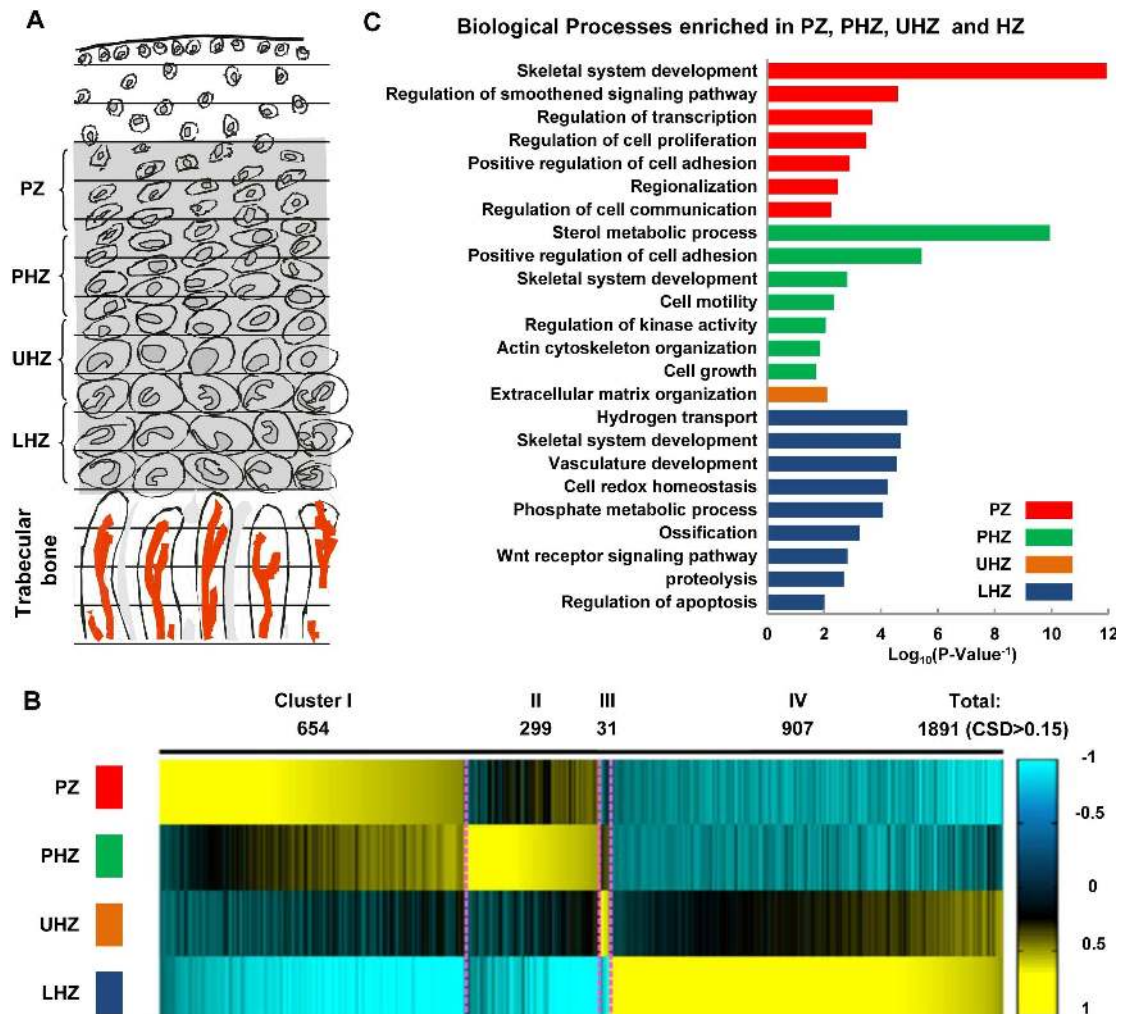 A
PZ
PHZ
UHZ
LHZ
Trabecular
bone
C
Biological Processes enriched in PZ, PHZ, UHZ and HZ
Skeletal system development
Regulation of smoothened signaling pathway
Regulation of transcription
Regulation of cell proliferation
Positive regulation of cell adhesion
Regionalization
Regulation of cell communication
Sterol metabolic process
Positive regulation of cell adhesion
Skeletal system development
Cell motility
Regulation of kinase activity
Actin cytoskeleton organization
Cell growth
Extracellular matrix organization
Hydrogen transport
Skeletal system development
Vasculature development
Cell redox homeostasis
Phosphate metabolic process
Ossification
Wnt receptor signaling pathway
proteolysis
Regulation of apoptosis
PZ
PHZ
UHZ
LHZ
0 2 4 6 8 10 12
Log₁₀(P-Value⁻¹)
B
Cluster I II III IV Total:
654 299 31 907 1891 (CSD>0.15)
PZ
PHZ
UHZ
LHZ
-1
-0.5
0
0.5
1